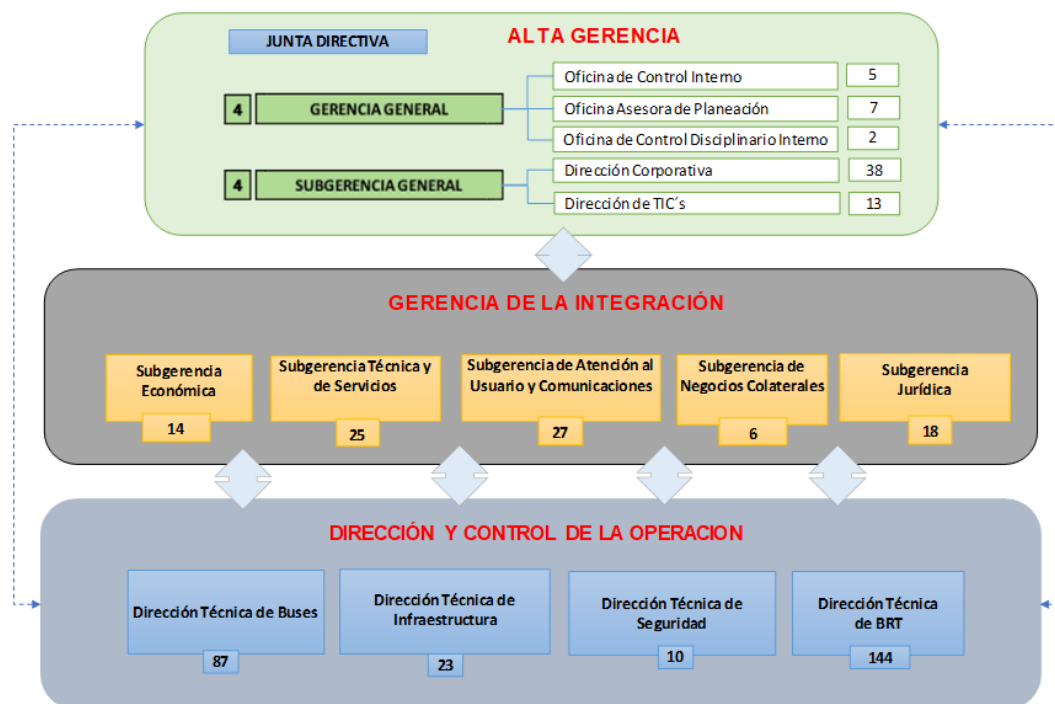 ALTA GERENCIA
JUNTA DIRECTIVA
4
GERENCIA GENERAL
Oficina de Control Interno
5
Oficina Asesora de Planeación
7
Oficina de Control Disciplinario Interno
2
4
SUBGERENCIA GENERAL
Dirección Corporativa
38
Dirección de TIC´s
13
GERENCIA DE LA INTEGRACIÓN
Subgerencia
Económica
14
Subgerencia Técnica y
de Servicios
25
Subgerencia de Atención al
Usuario y Comunicaciones
27
Subgerencia de
Negocios Colaterales
6
Subgerencia
Jurídica
18
DIRECCIÓN Y CONTROL DE LA OPERACION
Dirección Técnica de Buses
87
Dirección Técnica de
Infraestructura
23
Dirección Técnica de
Seguridad
10
Dirección Técnica
de BRT
144